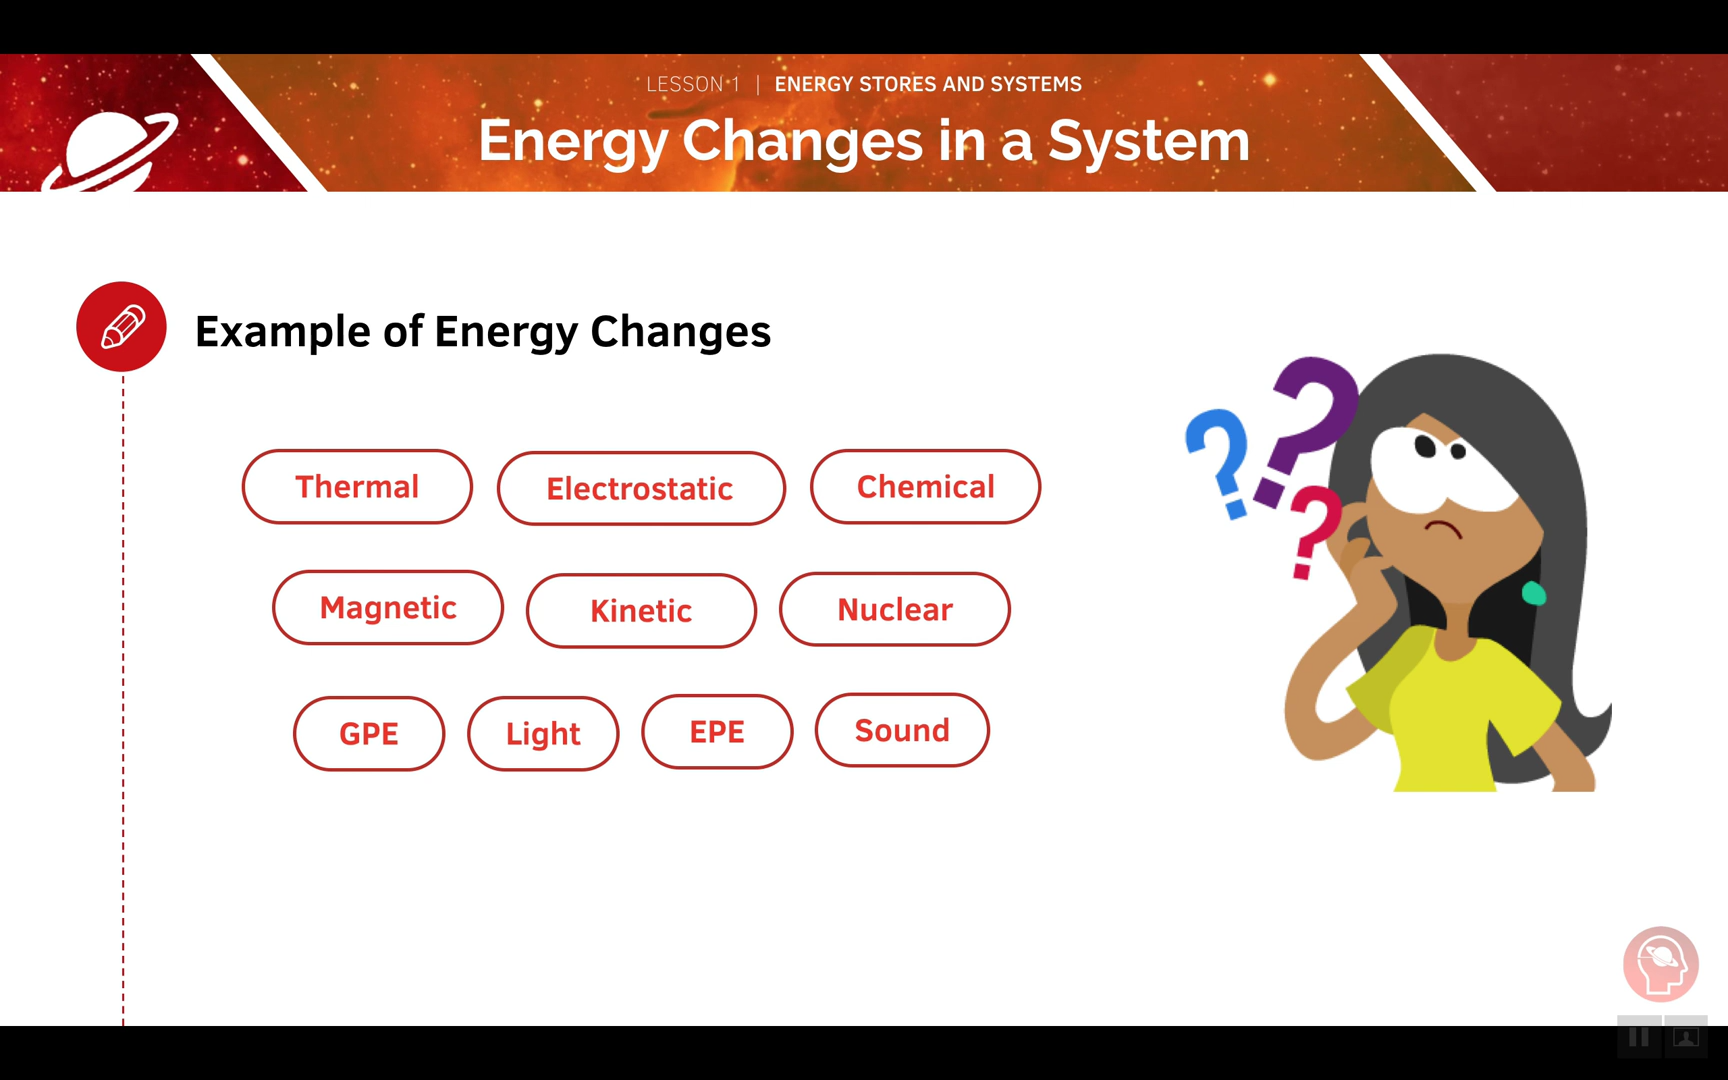 LESSON 1 | ENERGY STORES AND SYSTEMS
Energy Changes in a System
Example of Energy Changes
Thermal Electrostatic Chemical
Magnetic Kinetic Nuclear
GPE Light EPE Sound
? ? ?